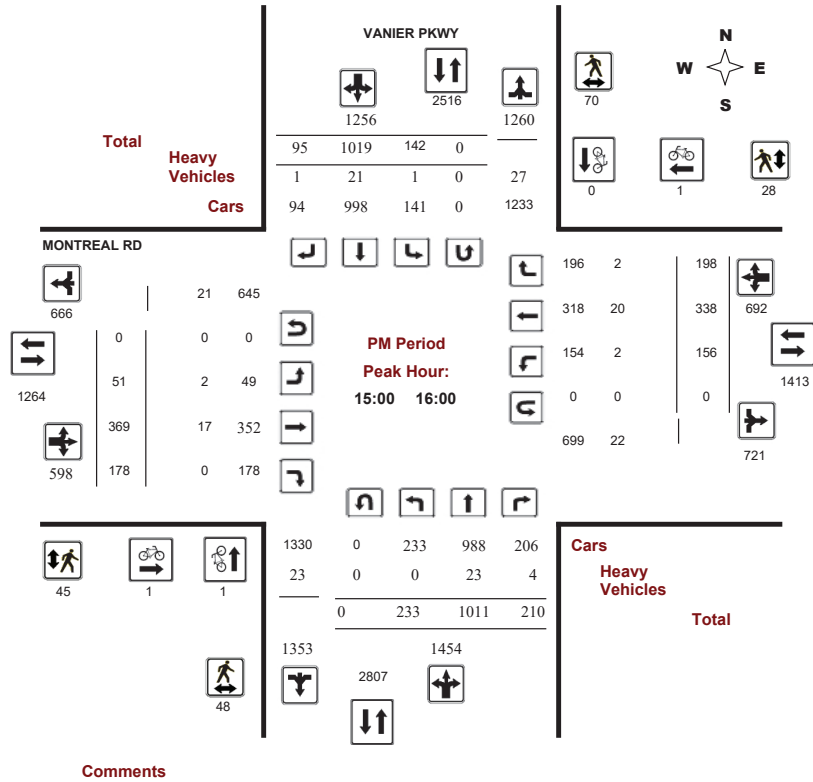 VANIER PKWY
N
W E
S
2516
70
1256 1260
Total 95 1019 142 0
Heavy
Vehicles 1 21 1 0 27
Cars 94 998 141 0 1233
0 1 28
MONTREAL RD
666 21 645
0 0 0
1264
51 2 49
369 17 352
598
178 0 178
PM Period
Peak Hour:
15:00 16:00
196 2 198
692
318 20 338
154 2 156
1413
0 0 0
699 22
721
1330 0 233 988 206 Cars
23 0 0 23 4 Heavy
Vehicles
0 233 1011 210 Total
45 1 1
1353 1454
2807
48
Comments